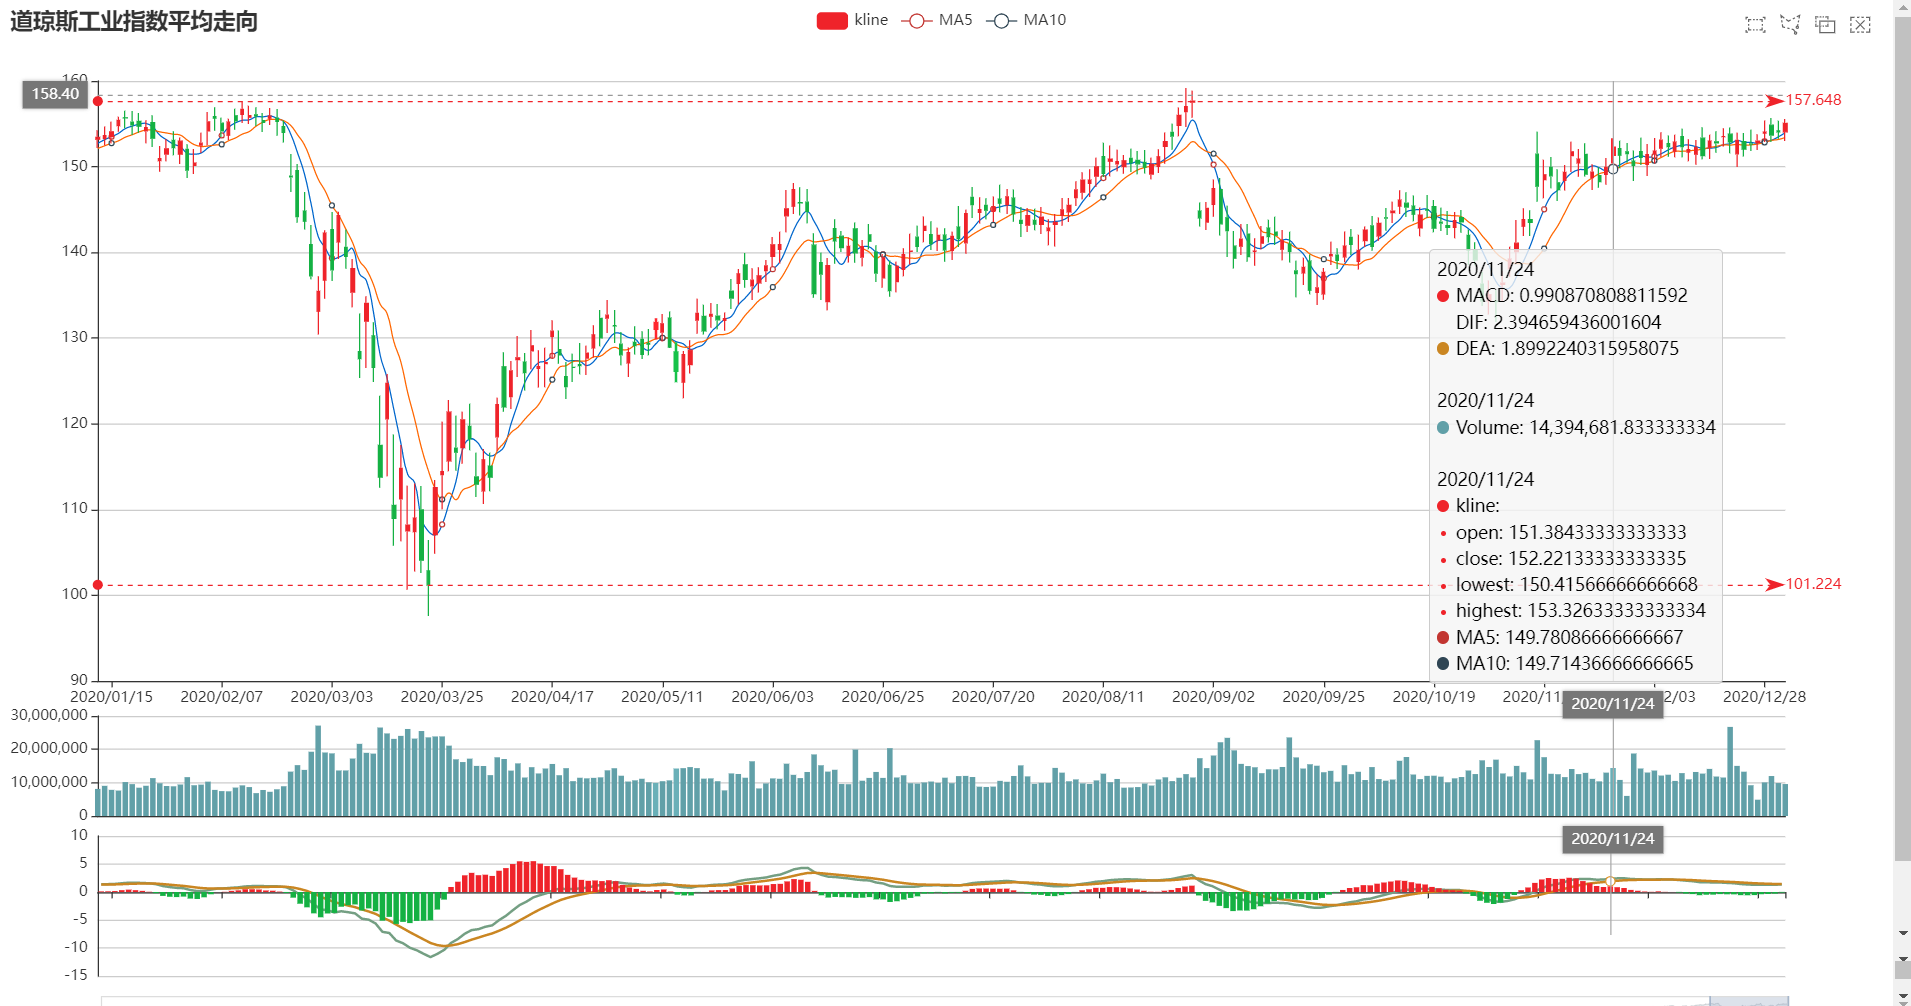 道琼斯工业指数平均走向
kline MA5 MA10
160
158.40
157.648
150
140
130
120
110
101.224
100
90
2020/11/24
MACD: 0.990870808811592
DIF: 2.394659436001604
DEA: 1.8992240315958075
2020/11/24
Volume: 14,394,681.833333334
2020/11/24
kline:
open: 151.38433333333333
close: 152.22133333333335
lowest: 150.41566666666668
highest: 153.32633333333334
MA5: 149.78086666666667
MA10: 149.71436666666665
2020/01/15 2020/02/07 2020/03/03 2020/03/25 2020/04/17 2020/05/11 2020/06/03 2020/06/25 2020/07/20 2020/08/11 2020/09/02 2020/09/25 2020/10/19 2020/11 2/03 2020/12/28
2020/11/24
30,000,000
20,000,000
10,000,000
0
2020/11/24
10
5
0
-5
-10
-15